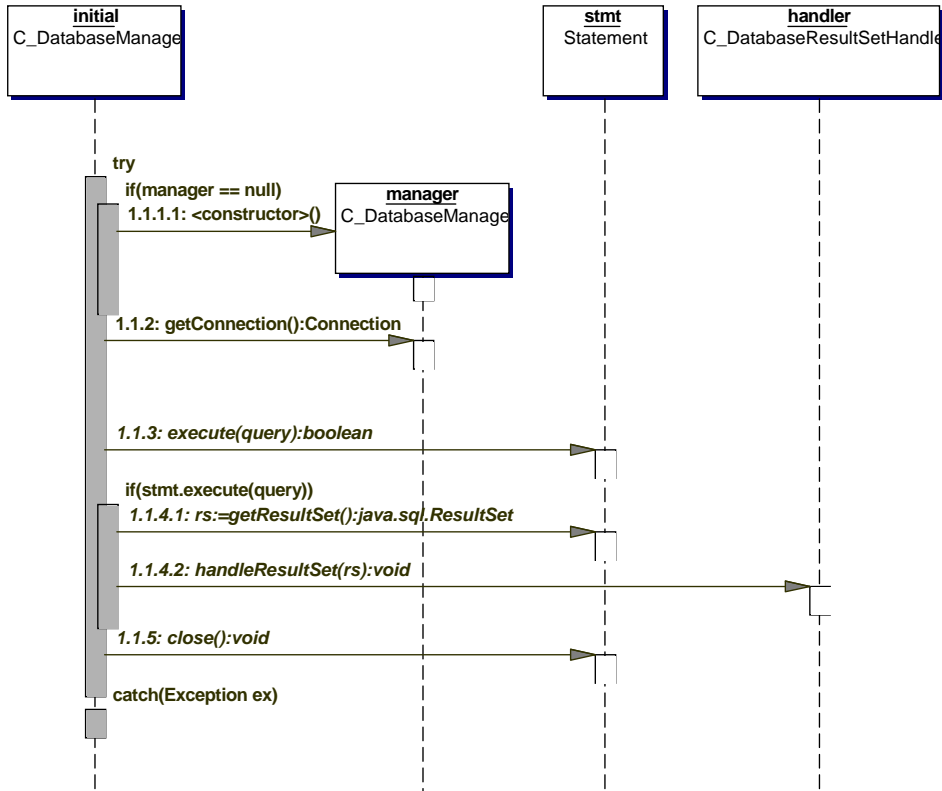 initial
C_DatabaseManage
stmt
Statement
handler
C_DatabaseResultSetHandle
try
if(manager == null)
1.1.1.1: <constructor>()
manager
C_DatabaseManage
1.1.2: getConnection():Connection
1.1.3: execute(query):boolean
if(stmt.execute(query))
1.1.4.1: rs:=getResultSet():java.sql.ResultSet
1.1.4.2: handleResultSet(rs):void
1.1.5: close():void
catch(Exception ex)